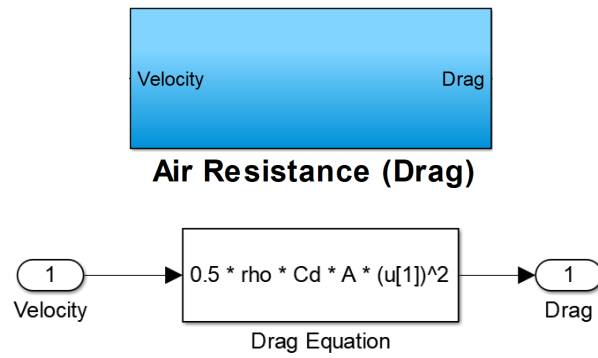 Velocity Drag
Air Resistance (Drag)
1 0.5 * rho * Cd * A * (u[1])^2 1
Velocity Drag
Drag Equation